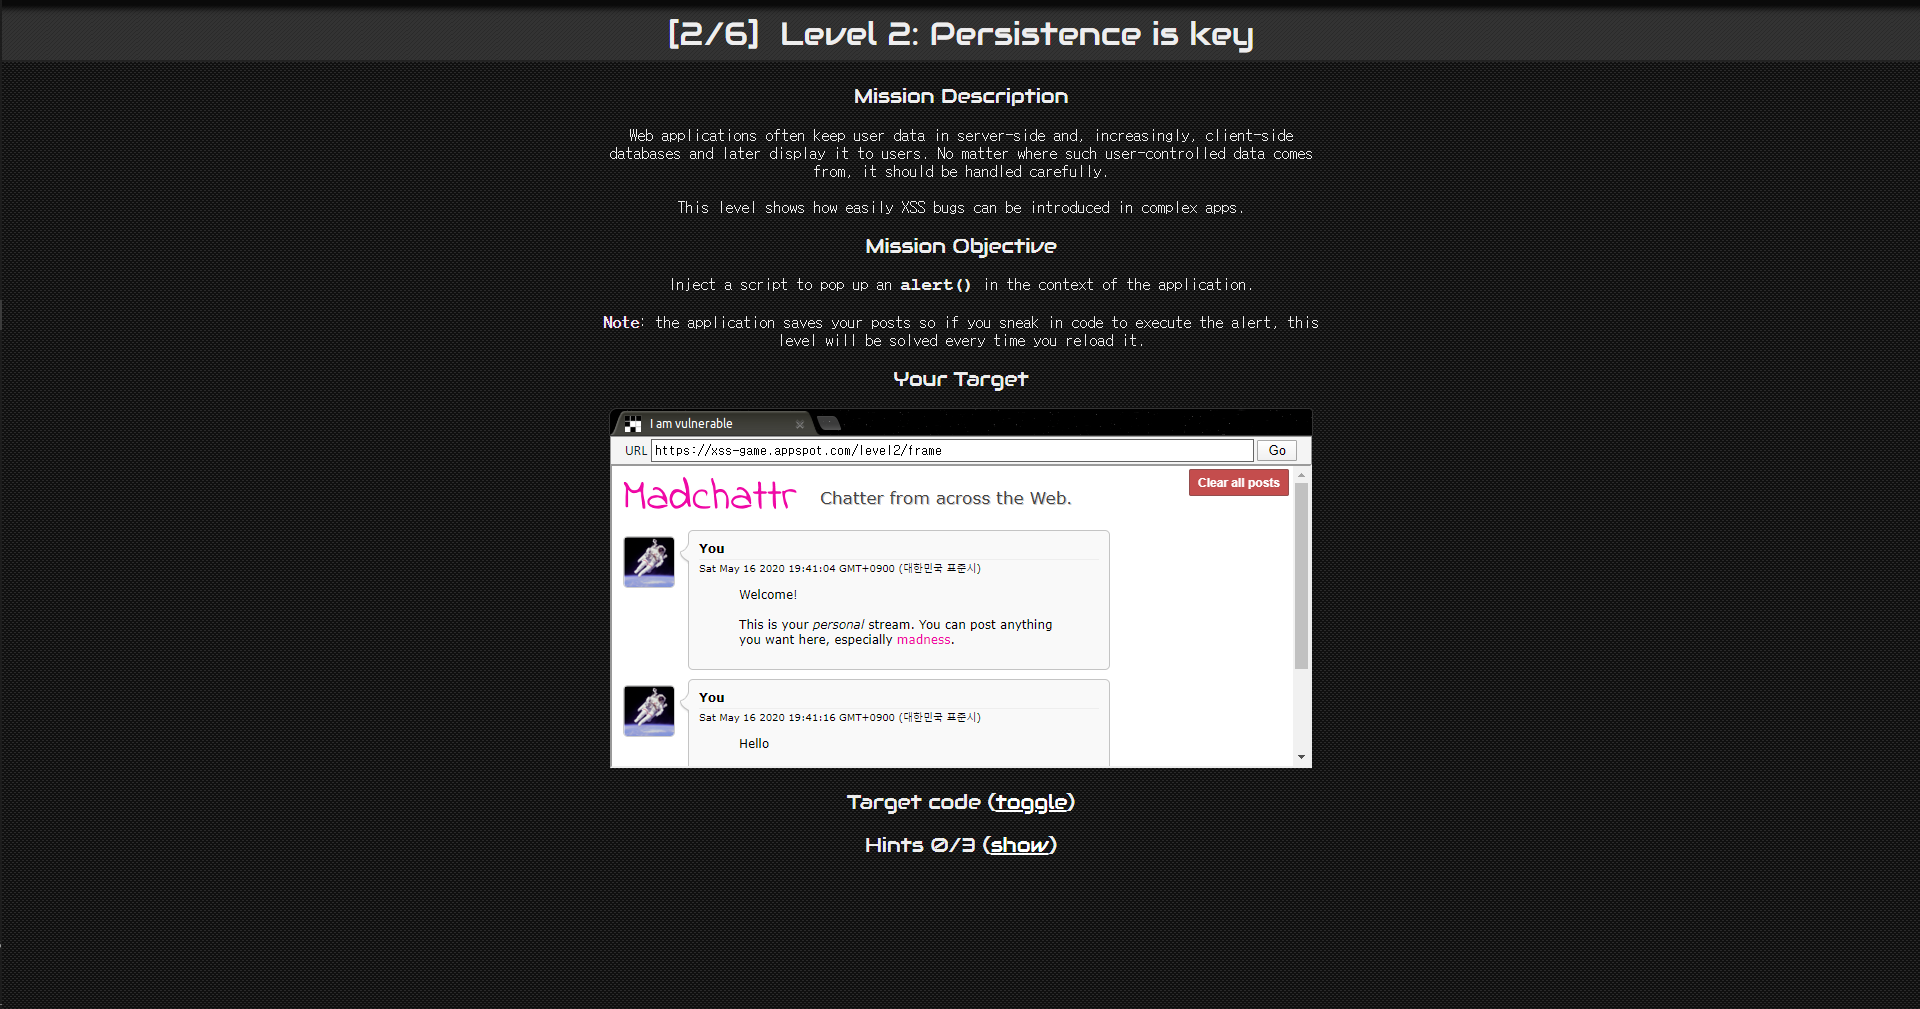 [2/6] Level 2: Persistence is key
Mission Description
Web applications often keep user data in server-side and, increasingly, client-side
databases and later display it to users. No matter where such user-controlled data comes
from, it should be handled carefully.
This level shows how easily XSS bugs can be introduced in complex apps.
Mission Objective
Inject a script to pop up an alert() in the context of the application.
Note: the application saves your posts so if you sneak in code to execute the alert, this
level will be solved every time you reload it.
Your Target
I am vulnerable
URL https://xss-game.appspot.com/level2/frame Go
Madchattr Chatter from across the Web. Clear all posts
You
Sat May 16 2020 19:41:04 GMT+0900 (대한민국 표준시)
Welcome!
This is your personal stream. You can post anything
you want here, especially madness.
You
Sat May 16 2020 19:41:16 GMT+0900 (대한민국 표준시)
Hello
Target code (toggle)
Hints 0/3 (show)